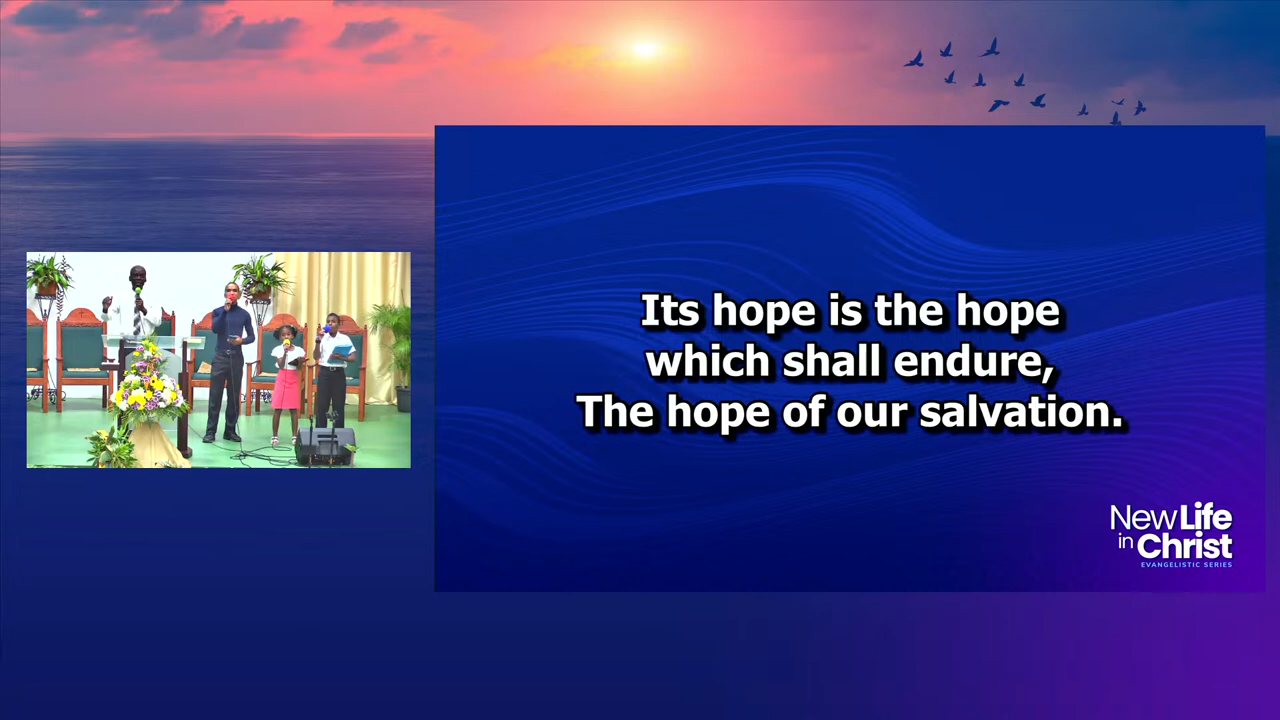 Its hope is the hope
which shall endure,
The hope of our salvation.
New Life
in Christ
EVANGELISTIC SERIES